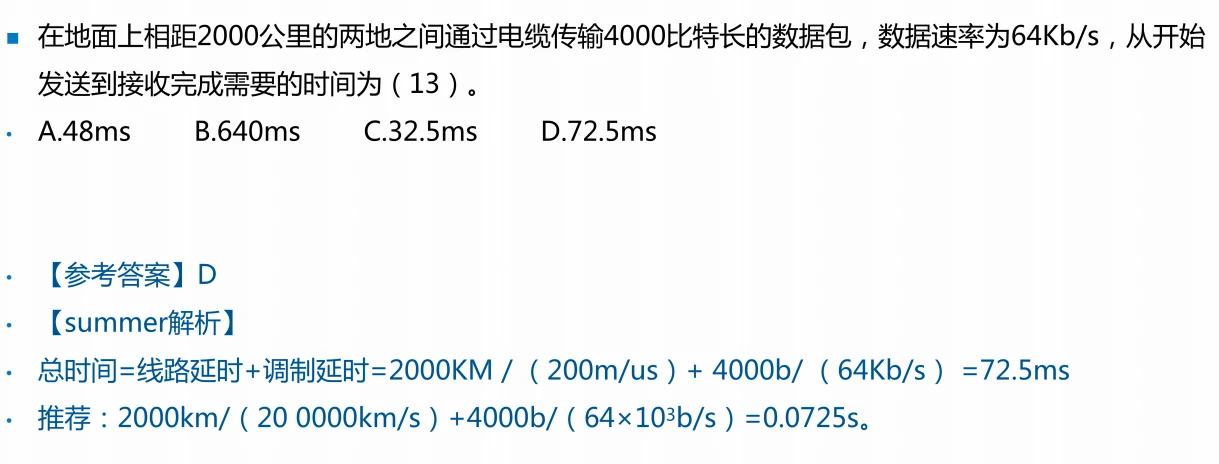 ■ 在地面上相距2000公里的两地之间通过电缆传输4000比特长的数据包，数据速率为64Kb/s，从开始
发送到接收完成需要的时间为（13）。
• A.48ms B.640ms C.32.5ms D.72.5ms
• 【参考答案】D
• 【summer解析】
• 总时间=线路延时+调制延时=2000KM /（200m/us）+ 4000b/ （64Kb/s） =72.5ms
• 推荐：2000km/（20 0000km/s）+4000b/（64×10³b/s）=0.0725s。